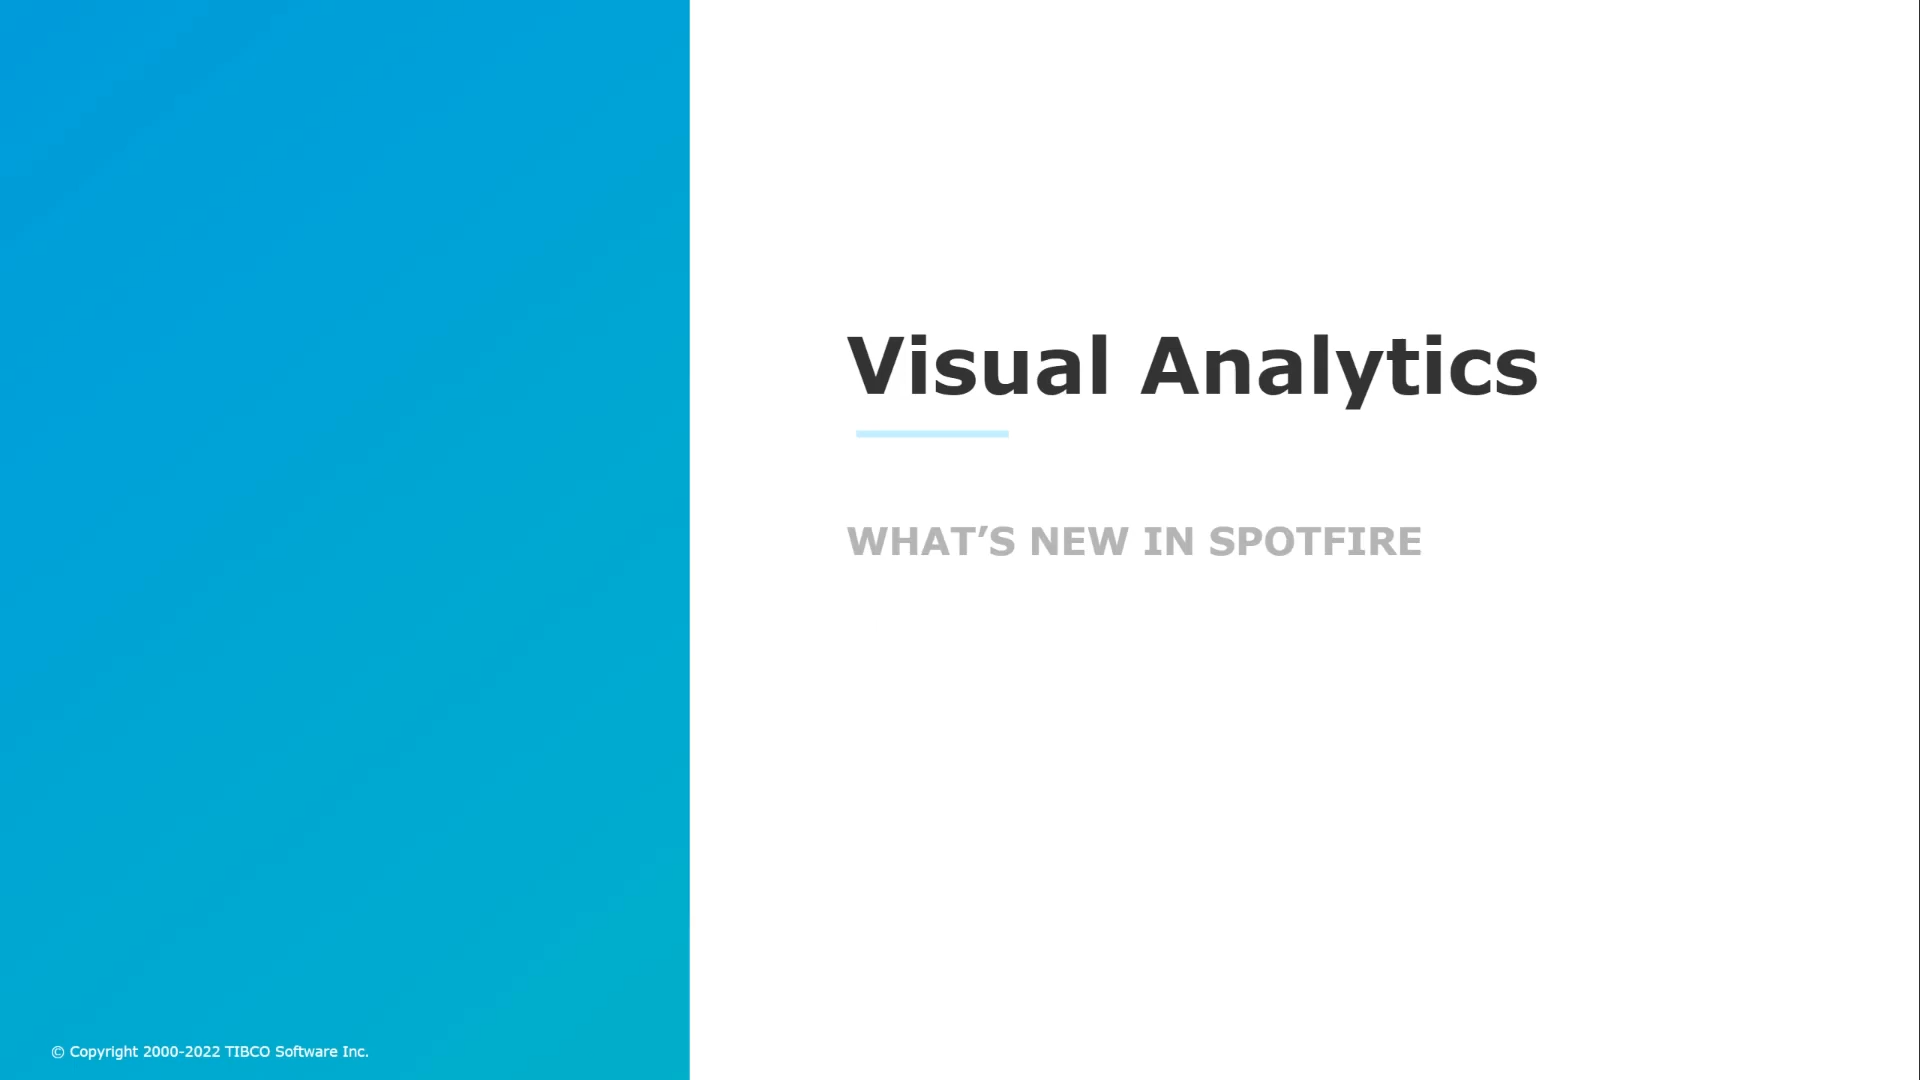 Visual Analytics
WHAT’S NEW IN SPOTFIRE
© Copyright 2000-2022 TIBCO Software Inc.